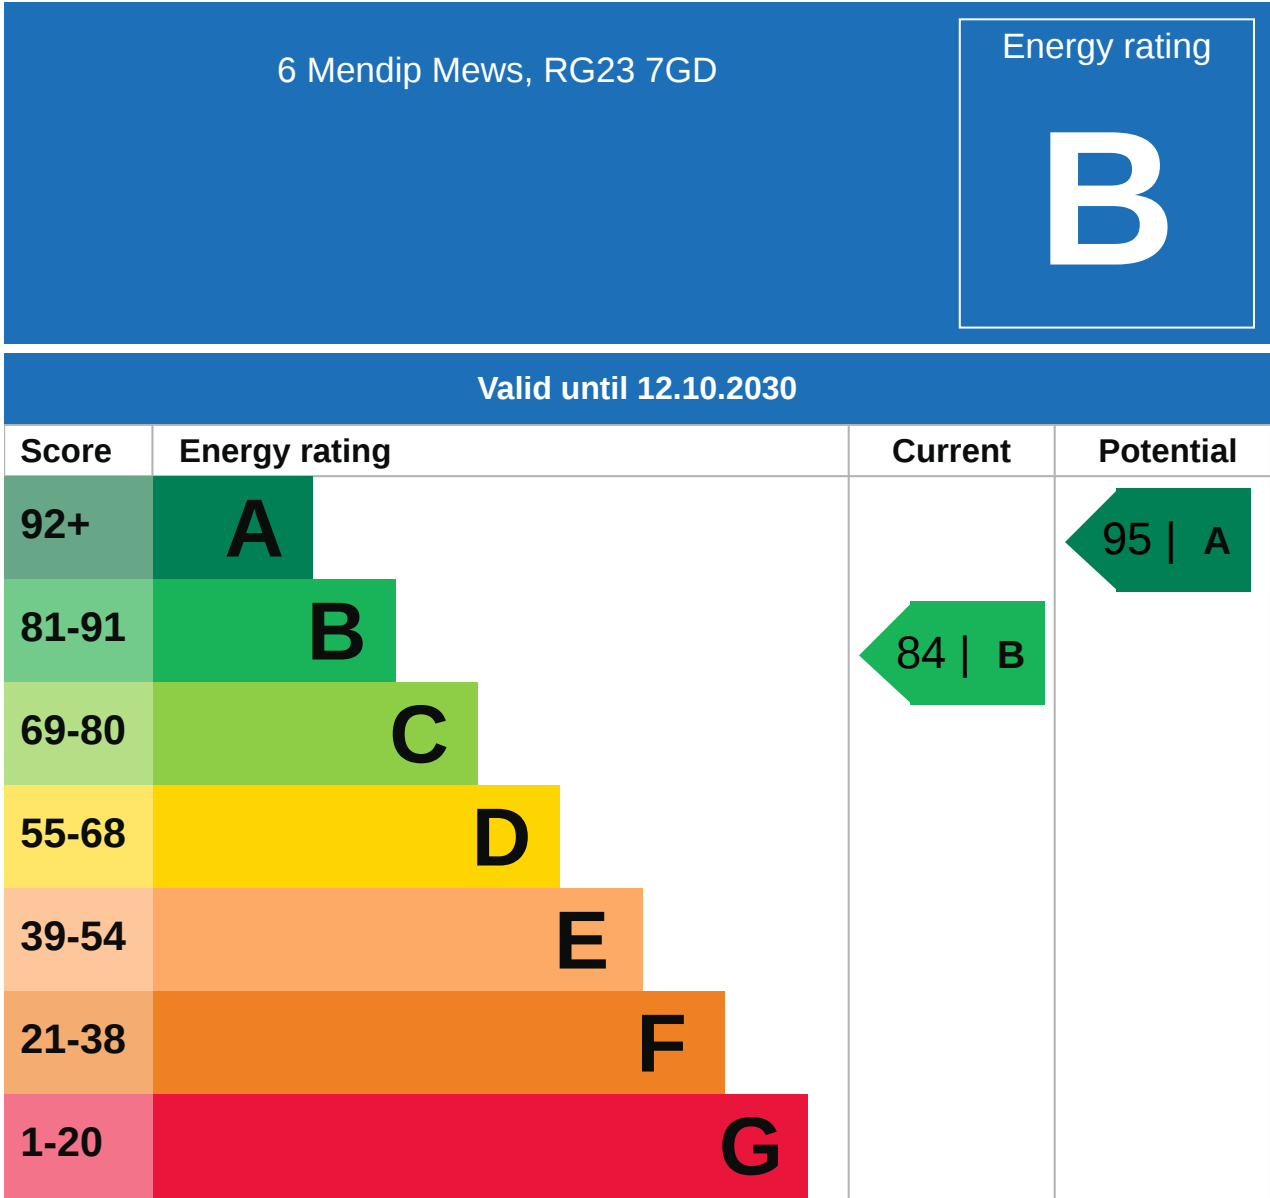 6 Mendip Mews, RG23 7GD
Energy rating
B
Valid until 12.10.2030
Score Energy rating Current Potential
92+ A 95 | A
81-91 B 84 | B
69-80 C
55-68 D
39-54 E
21-38 F
1-20 G